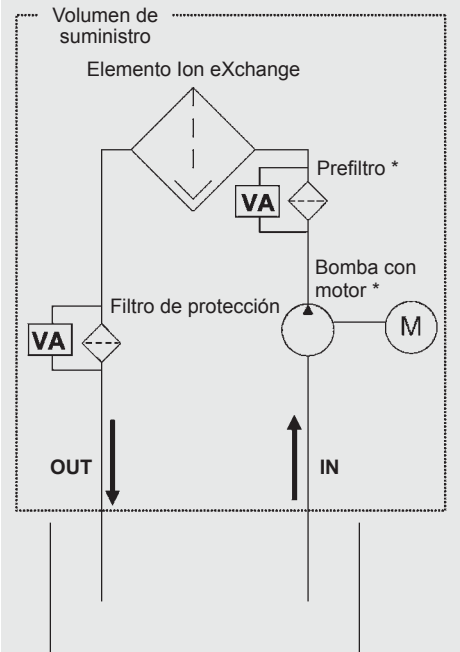 Volumen de
suministro
Elemento Ion eXchange
Prefiltro *
VA
Bomba con
motor *
Filtro de protección
M
VA
OUT
IN